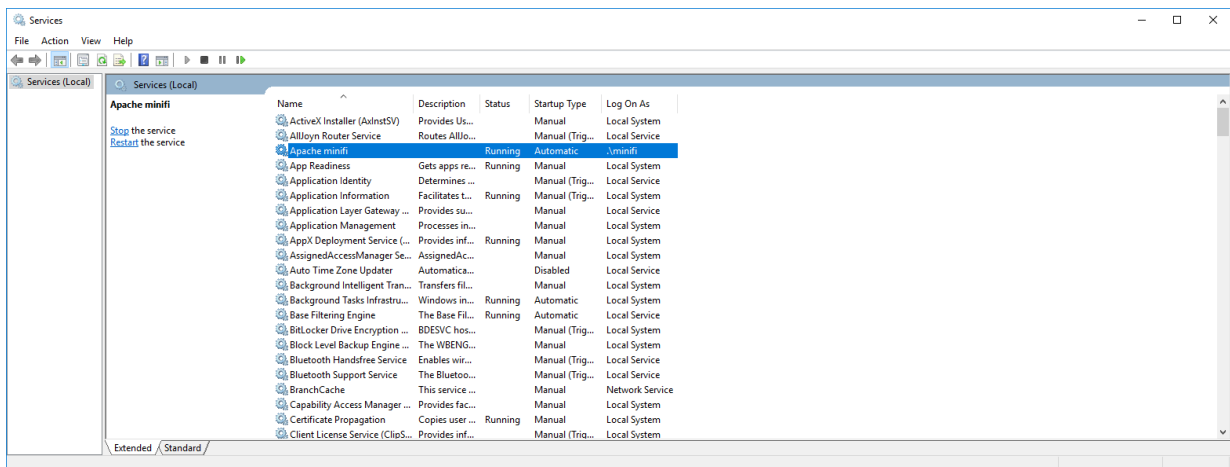 Services
File Action View Help
Services (Local)
Services (Local)
Apache minifi
Stop the service
Restart the service
Name Description Status Startup Type Log On As
ActiveX Installer (AxInstSV) Provides Us... Manual Local System
AllJoyn Router Service Routes AllJo... Manual (Trig... Local Service
Apache minifi Running Automatic .\minifi
App Readiness Gets apps re... Running Manual Local System
Application Identity Determines ... Manual (Trig... Local Service
Application Information Facilitates t... Running Manual (Trig... Local System
Application Layer Gateway ... Provides su... Manual Local Service
Application Management Processes in... Manual Local System
AppX Deployment Service (... Provides inf... Running Manual Local System
AssignedAccessManager Se... AssignedAc... Manual Local System
Auto Time Zone Updater Automatica... Disabled Local Service
Background Intelligent Tran... Transfers fil... Manual Local System
Background Tasks Infrastru... Windows in... Running Automatic Local System
Base Filtering Engine The Base Fil... Running Automatic Local Service
BitLocker Drive Encryption ... BDESVC hos... Manual (Trig... Local System
Block Level Backup Engine ... The WBENG... Manual Local System
Bluetooth Handsfree Service Enables wir... Manual (Trig... Local Service
Bluetooth Support Service The Bluetoo... Manual (Trig... Local Service
BranchCache This service ... Manual Network Service
Capability Access Manager ... Provides fac... Manual Local System
Certificate Propagation Copies user ... Running Manual Local System
Client License Service (ClipS... Provides inf... Manual (Trig... Local System
Extended Standard